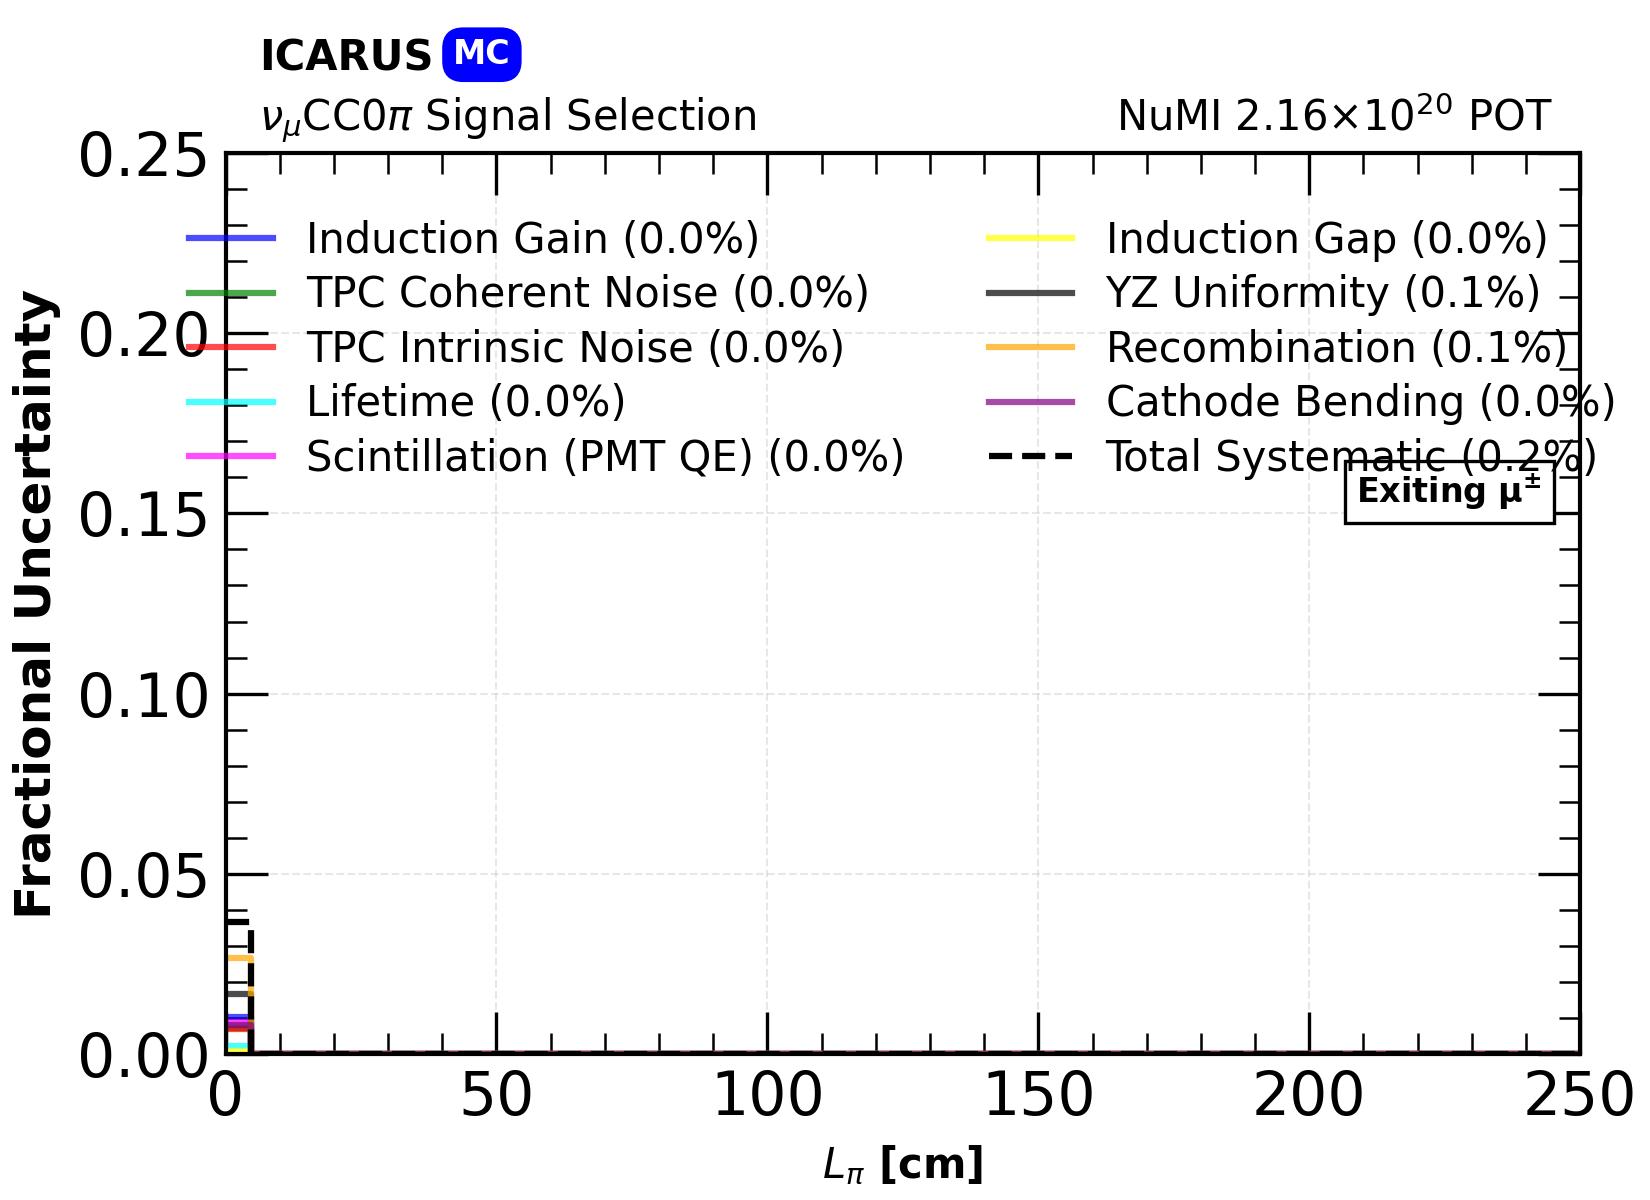 ICARUS MC
νμCC0π Signal Selection
NuMI 2.16×10²⁰ POT
Fractional Uncertainty
0.25
0.20
0.15
0.10
0.05
0.00
Induction Gain (0.0%)
TPC Coherent Noise (0.0%)
TPC Intrinsic Noise (0.0%)
Lifetime (0.0%)
Scintillation (PMT QE) (0.0%)
Induction Gap (0.0%)
YZ Uniformity (0.1%)
Recombination (0.1%)
Cathode Bending (0.0%)
Total Systematic (0.2%)
Exiting μ±
0 50 100 150 200 250
Lπ [cm]